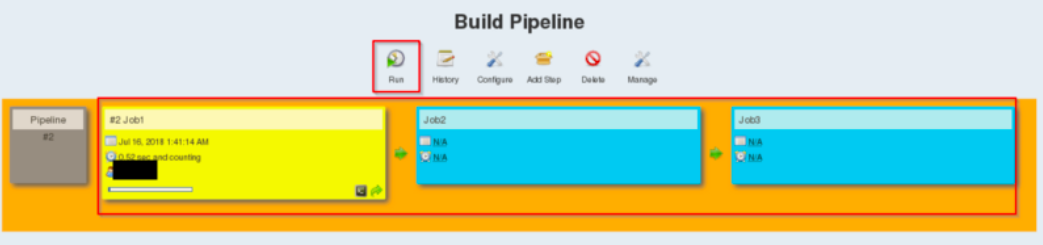 Build Pipeline
Run History Configure Add Step Delete Manage
Pipeline
#2
#2 Job1
Jul 16, 2018 1:41:14 AM
0.52 sec and counting
Job2
N/A
N/A
Job3
N/A
N/A